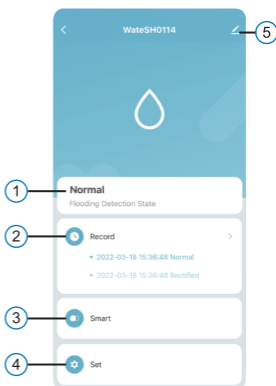 WateSH0114
5
1
Normal
Flooding Detection State
2
Record
2022-03-18 15:36:48 Normal
2022-03-18 15:36:48 Rectified
3
Smart
4
Set